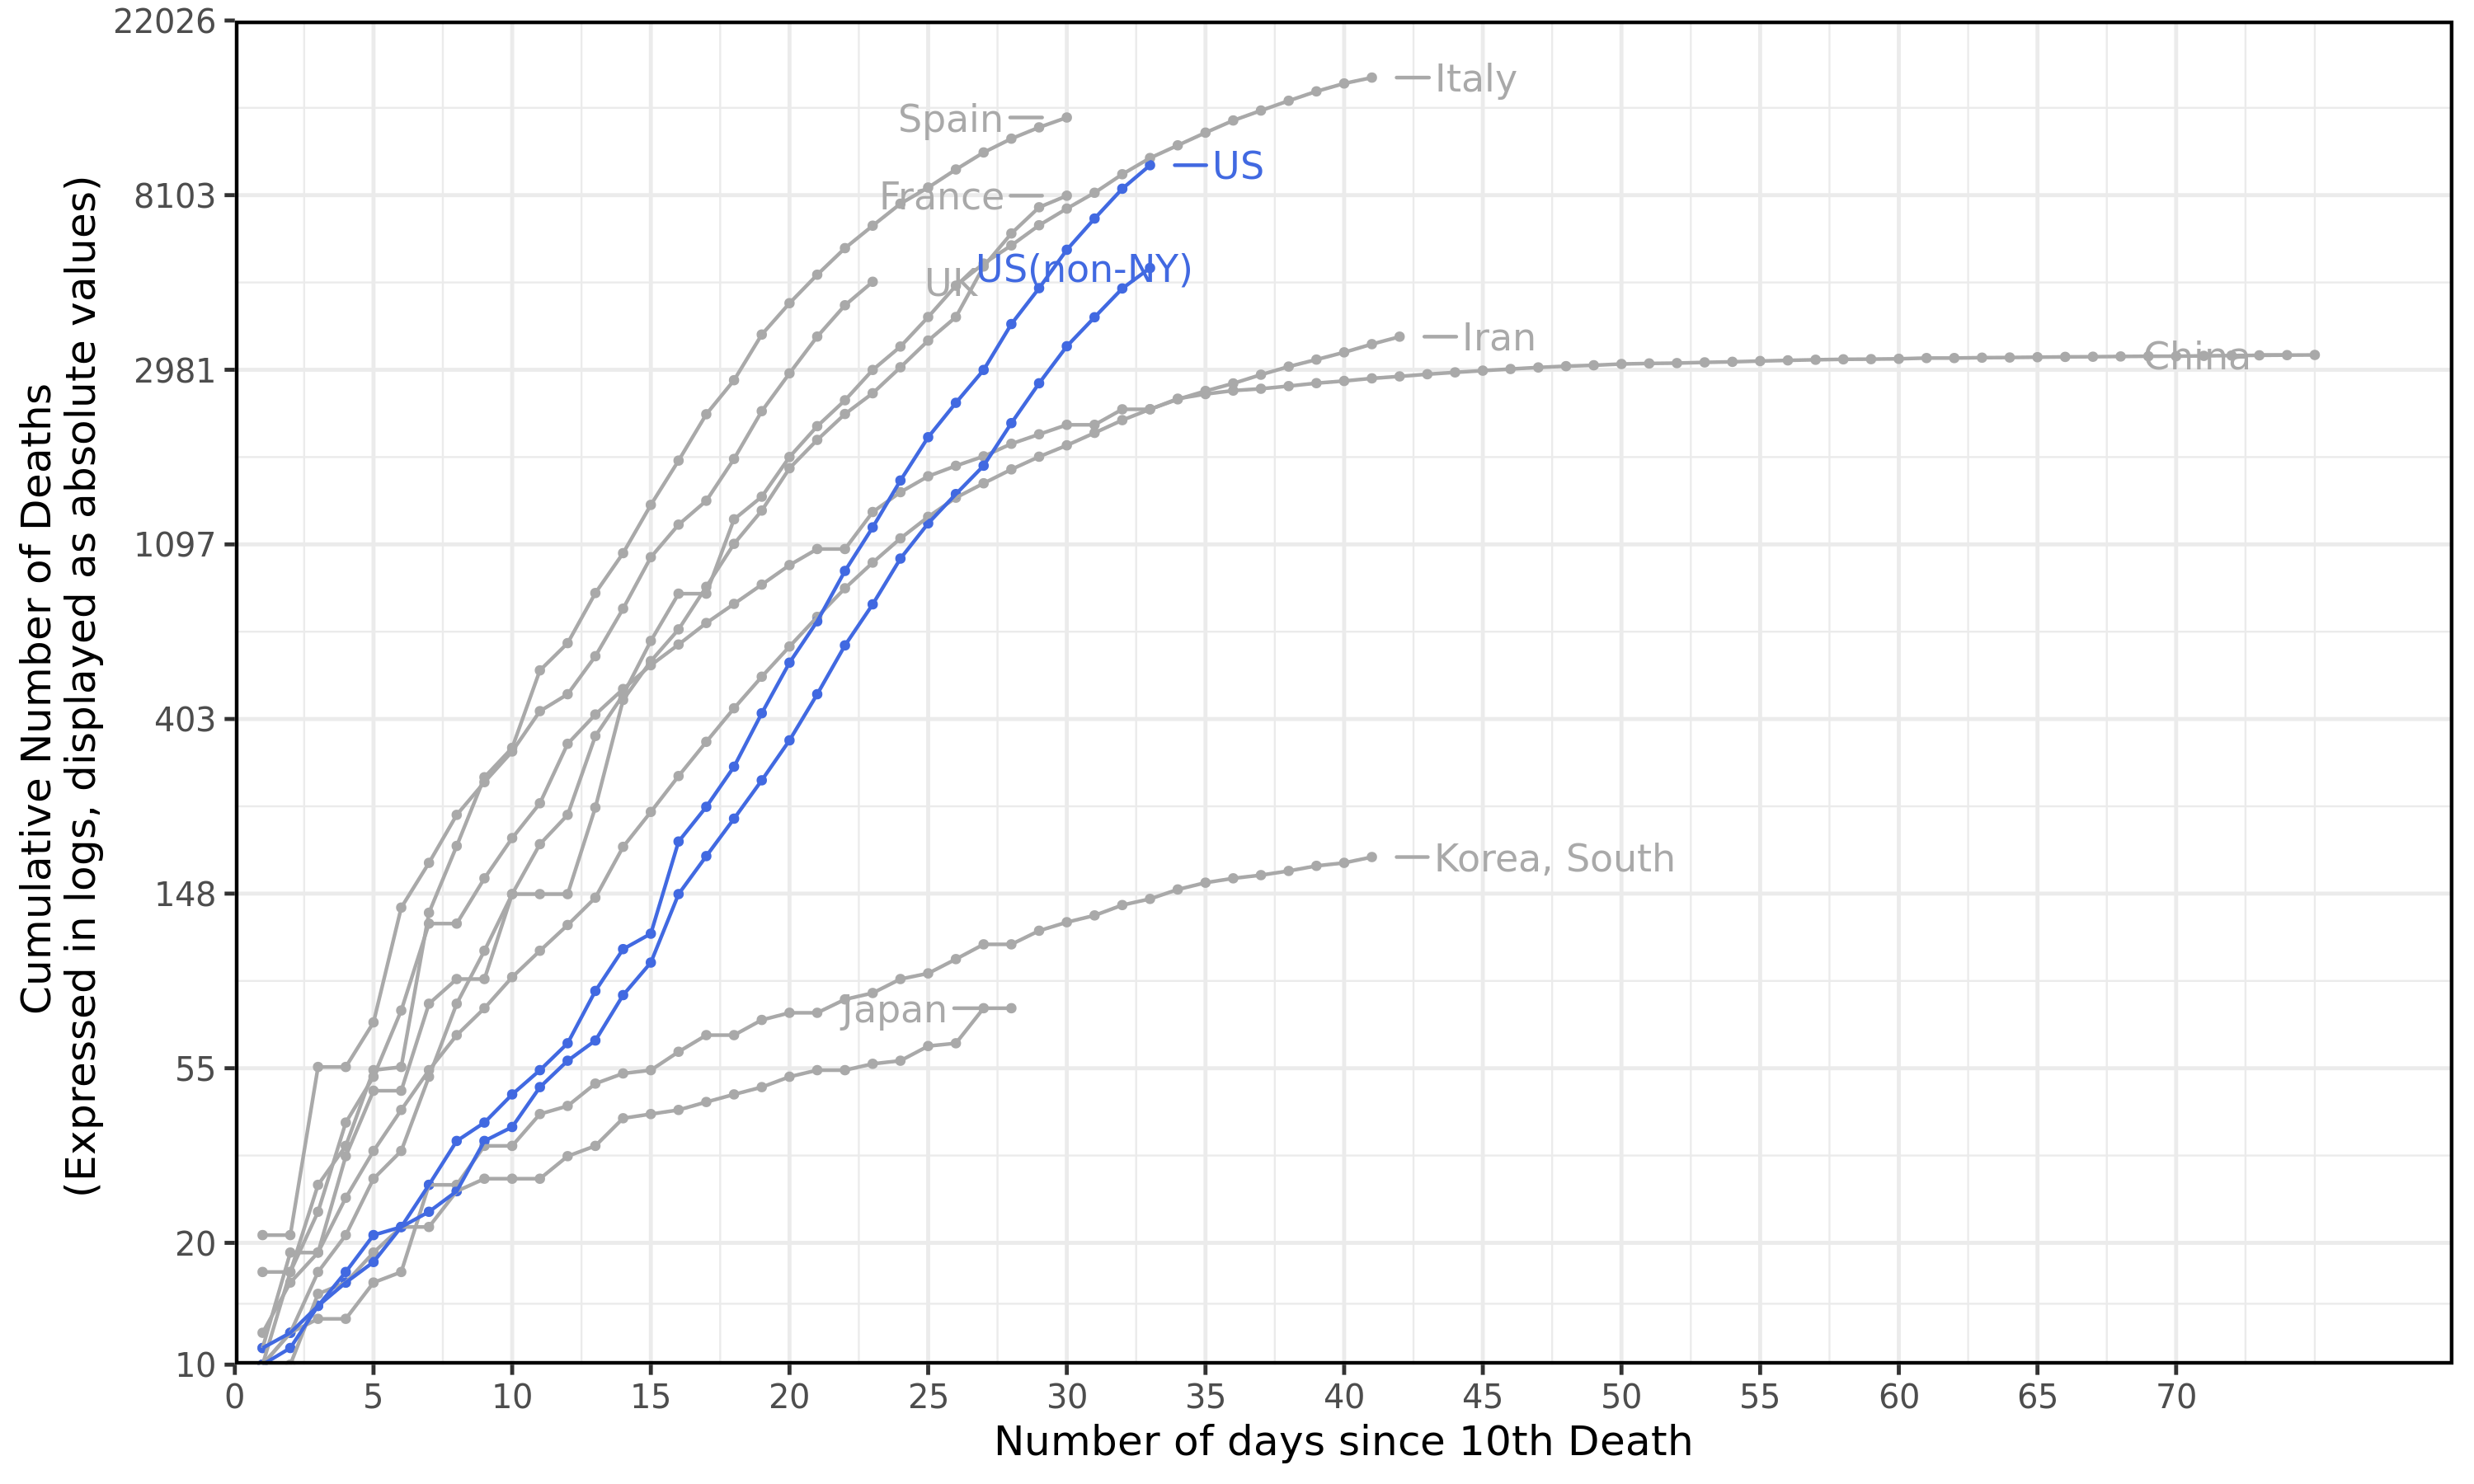 Cumulative Number of Deaths
(Expressed in logs, displayed as absolute values)
22026
8103
2981
1097
403
148
55
20
10
Italy
Spain
US
France
US(non-NY)
UK
Iran
China
Korea, South
Japan
0 5 10 15 20 25 30 35 40 45 50 55 60 65 70
Number of days since 10th Death